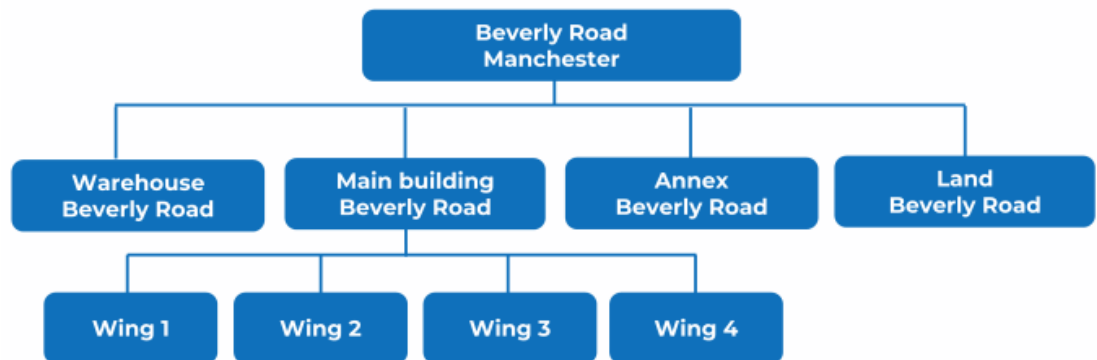 Beverly Road
Manchester
Warehouse
Beverly Road
Main building
Beverly Road
Annex
Beverly Road
Land
Beverly Road
Wing 1
Wing 2
Wing 3
Wing 4